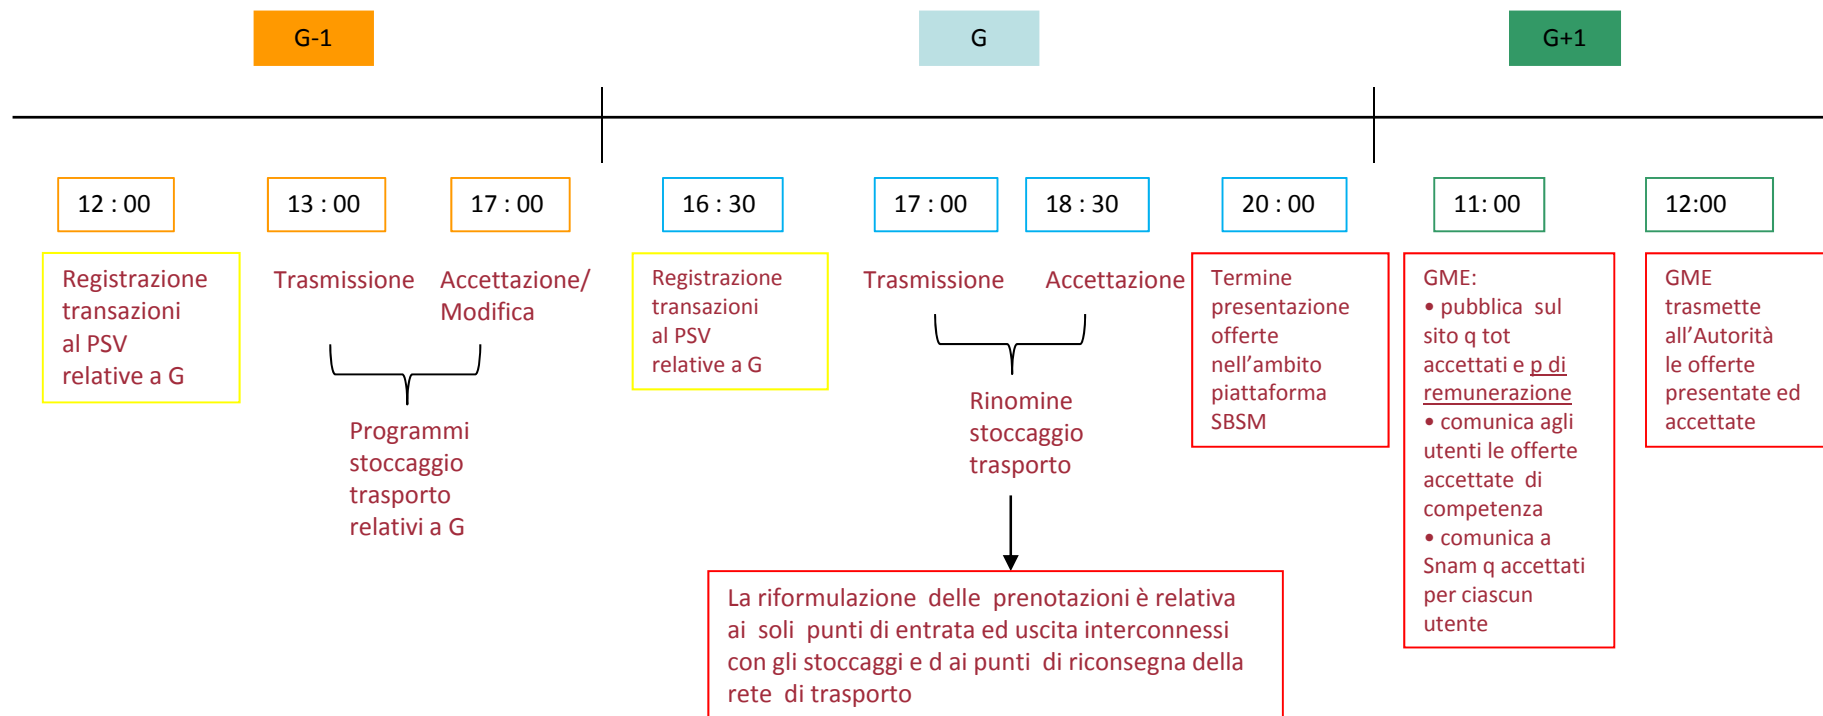 G-1
G
G+1
12 : 00
13 : 00
17 : 00
16 : 30
17 : 00
18 : 30
20 : 00
11: 00
12:00
Registrazione
transazioni
al PSV
relative a G
Trasmissione
Accettazione/
Modifica
Programmi
stoccaggio
trasporto
relativi a G
Registrazione
transazioni
al PSV
relative a G
Trasmissione
Accettazione
Rinomine
stoccaggio
trasporto
La riformulazione delle prenotazioni è relativa
ai soli punti di entrata ed uscita interconnessi
con gli stoccaggi e d ai punti di riconsegna della
rete di trasporto
Termine
presentazione
offerte
nell'ambito
piattaforma
SBSM
GME:
• pubblica sul
sito q tot
accettati e p di
remunerazione
• comunica agli
utenti le offerte
accettate di
competenza
• comunica a
Snam q accettati
per ciascun
utente
GME
trasmette
all'Autorità
le offerte
presentate ed
accettate